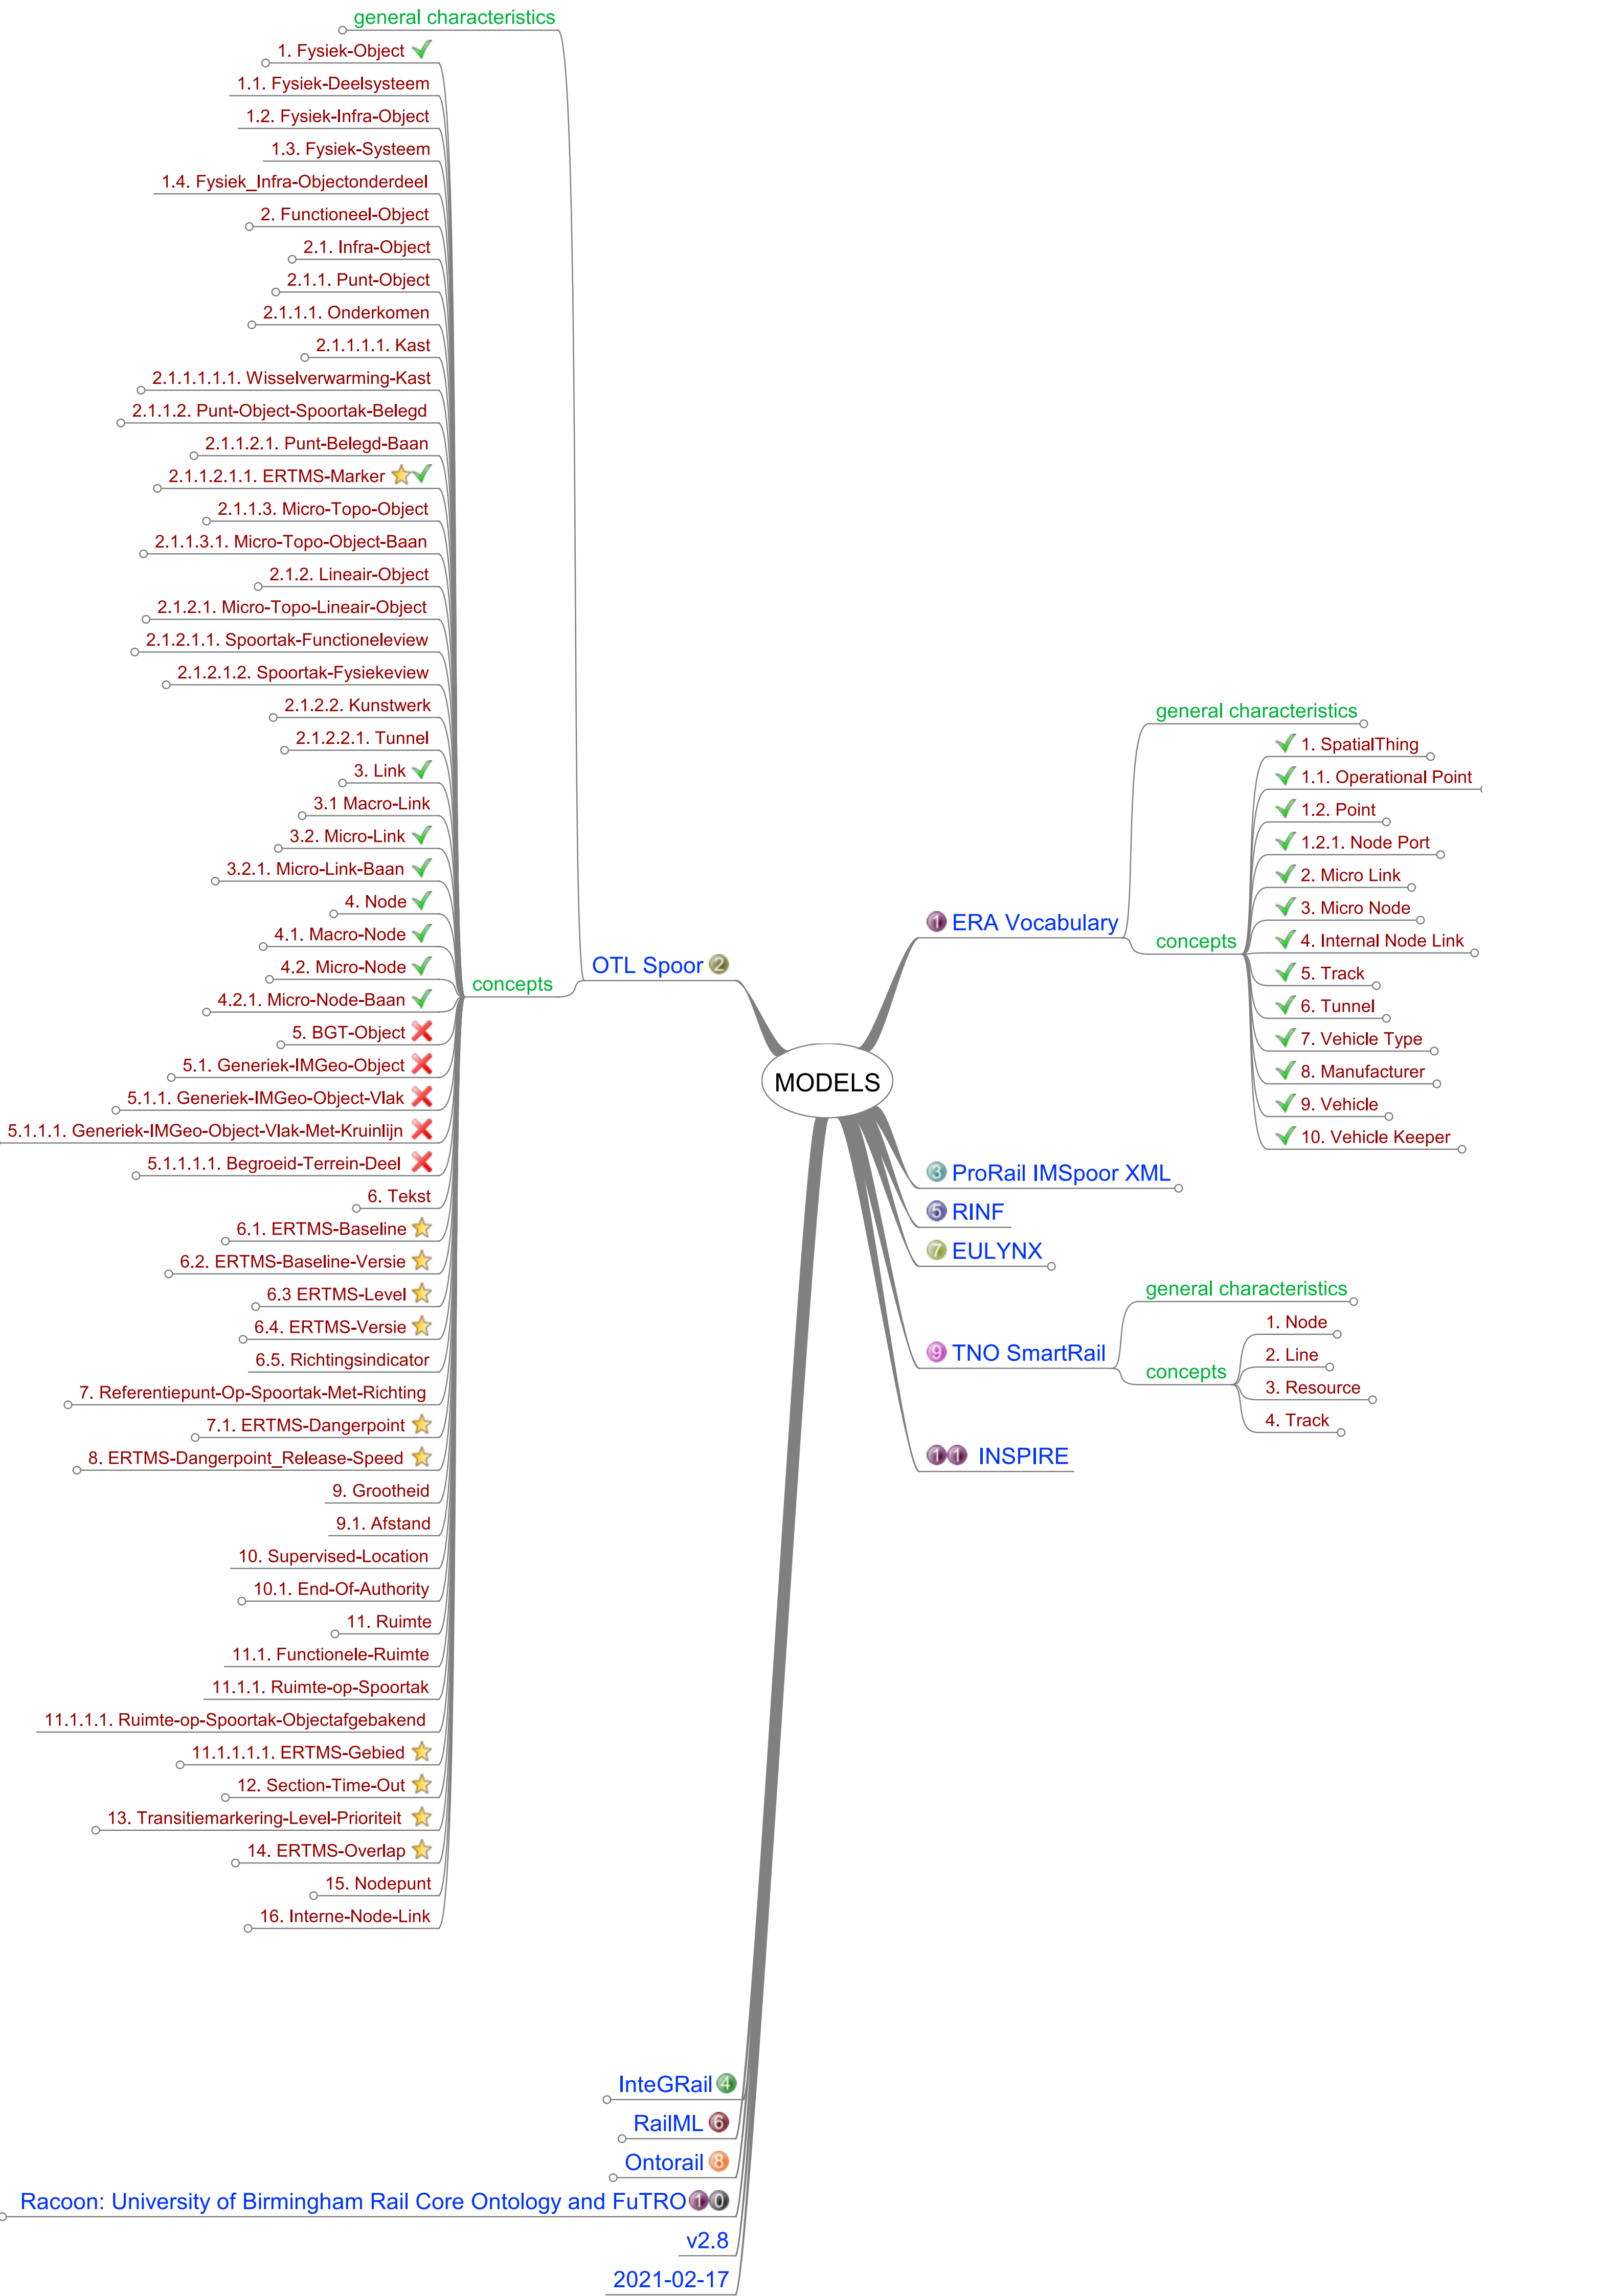 general characteristics
1. Fysiek-Object
1.1. Fysiek-Deelsysteem
1.2. Fysiek-Infra-Object
1.3. Fysiek-Systeem
1.4. Fysiek_Infra-Objectonderdeel
2. Functioneel-Object
2.1. Infra-Object
2.1.1. Punt-Object
2.1.1.1. Onderkomen
2.1.1.1.1. Kast
2.1.1.1.1.1. Wisselverwarming-Kast
2.1.1.2. Punt-Object-Spoortak-Belegd
2.1.1.2.1. Punt-Belegd-Baan
2.1.1.2.1.1. ERTMS-Marker
2.1.1.3. Micro-Topo-Object
2.1.1.3.1. Micro-Topo-Object-Baan
2.1.2. Lineair-Object
2.1.2.1. Micro-Topo-Lineair-Object
2.1.2.1.1. Spoortak-Functioneleview
2.1.2.1.2. Spoortak-Fysiekeview
2.1.2.2. Kunstwerk
2.1.2.2.1. Tunnel
3. Link
3.1 Macro-Link
3.2. Micro-Link
3.2.1. Micro-Link-Baan
4. Node
4.1. Macro-Node
4.2. Micro-Node
4.2.1. Micro-Node-Baan
5. BGT-Object
5.1. Generiek-IMGeo-Object
5.1.1. Generiek-IMGeo-Object-Vlak
5.1.1.1. Generiek-IMGeo-Object-Vlak-Met-Kruinlijn
5.1.1.1.1. Begroeid-Terrein-Deel
6. Tekst
6.1. ERTMS-Baseline
6.2. ERTMS-Baseline-Versie
6.3 ERTMS-Level
6.4. ERTMS-Versie
6.5. Richtingsindicator
7. Referentiepunt-Op-Spoortak-Met-Richting
7.1. ERTMS-Dangerpoint
8. ERTMS-Dangerpoint_Release-Speed
9. Grootheid
9.1. Afstand
10. Supervised-Location
10.1. End-Of-Authority
11. Ruimte
11.1. Functionele-Ruimte
11.1.1. Ruimte-op-Spoortak
11.1.1.1. Ruimte-op-Spoortak-Objectafgebakend
11.1.1.1.1. ERTMS-Gebied
12. Section-Time-Out
13. Transitiemarkering-Level-Prioriteit
14. ERTMS-Overlap
15. Nodepunt
16. Interne-Node-Link
concepts
OTL Spoor 2
MODELS
1 ERA Vocabulary
general characteristics
concepts
1. SpatialThing
1.1. Operational Point
1.2. Point
1.2.1. Node Port
2. Micro Link
3. Micro Node
4. Internal Node Link
5. Track
6. Tunnel
7. Vehicle Type
8. Manufacturer
9. Vehicle
10. Vehicle Keeper
3 ProRail IMSpoor XML
5 RINF
7 EULYNX
9 TNO SmartRail
general characteristics
concepts
1. Node
2. Line
3. Resource
4. Track
11 INSPIRE
InteGRail 4
RailML 6
Ontorail 8
Racoon: University of Birmingham Rail Core Ontology and FuTRO 10
v2.8
2021-02-17